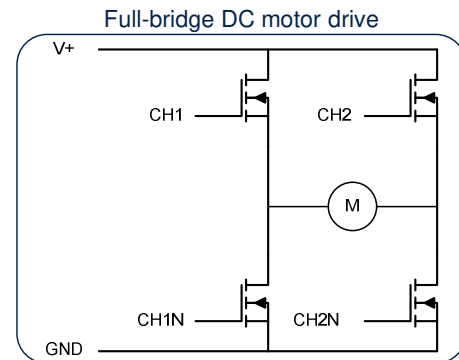 Full-bridge DC motor drive
V+
CH1
CH2
M
CH1N
CH2N
GND